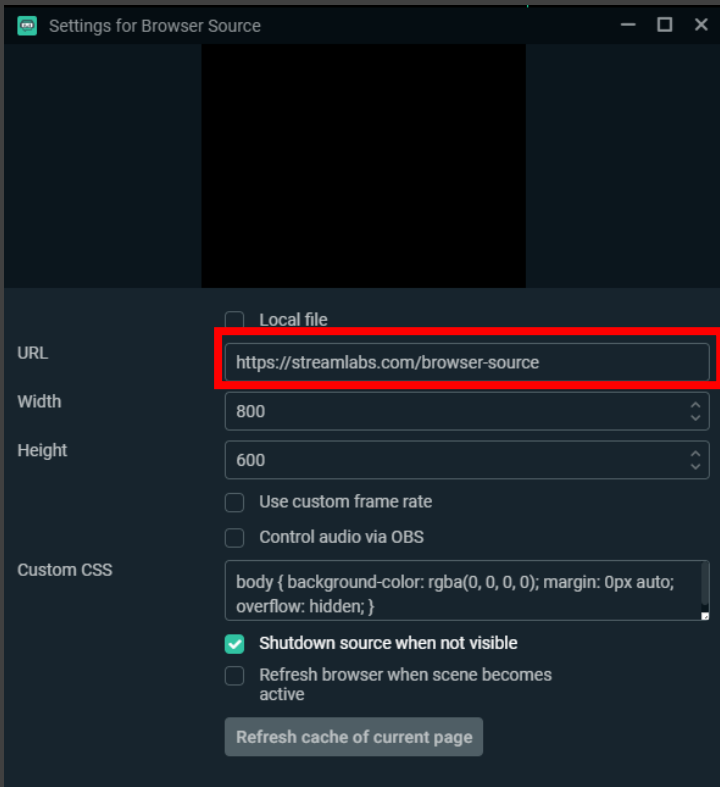 Settings for Browser Source
Local file
URL
https://streamlabs.com/browser-source
Width
800
Height
600
Use custom frame rate
Control audio via OBS
Custom CSS
body { background-color: rgba(0, 0, 0, 0); margin: 0px auto;
overflow: hidden; }
Shutdown source when not visible
Refresh browser when scene becomes
active
Refresh cache of current page